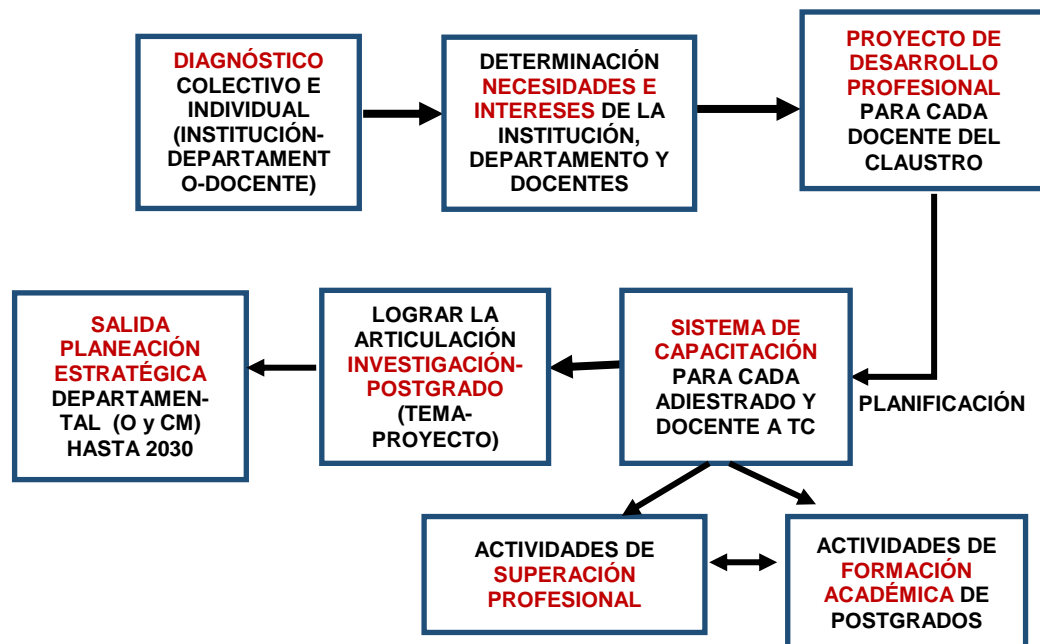 DIAGNÓSTICO
COLECTIVO E
INDIVIDUAL
(INSTITUCIÓN-
DEPARTAMENT
O-DOCENTE)
DETERMINACIÓN
NECESIDADES E
INTERESES DE LA
INSTITUCIÓN,
DEPARTAMENTO Y
DOCENTES
PROYECTO DE
DESARROLLO
PROFESIONAL
PARA CADA
DOCENTE DEL
CLAUSTRO
PLANIFICACIÓN
SISTEMA DE
CAPACITACIÓN
PARA CADA
ADIESTRADO Y
DOCENTE A TC
LOGRAR LA
ARTICULACIÓN
INVESTIGACIÓN-
POSTGRADO
(TEMA-
PROYECTO)
SALIDA
PLANEACIÓN
ESTRATÉGICA
DEPARTAMEN-
TAL (O y CM)
HASTA 2030
ACTIVIDADES DE
SUPERACIÓN
PROFESIONAL
ACTIVIDADES DE
FORMACIÓN
ACADÉMICA DE
POSTGRADOS